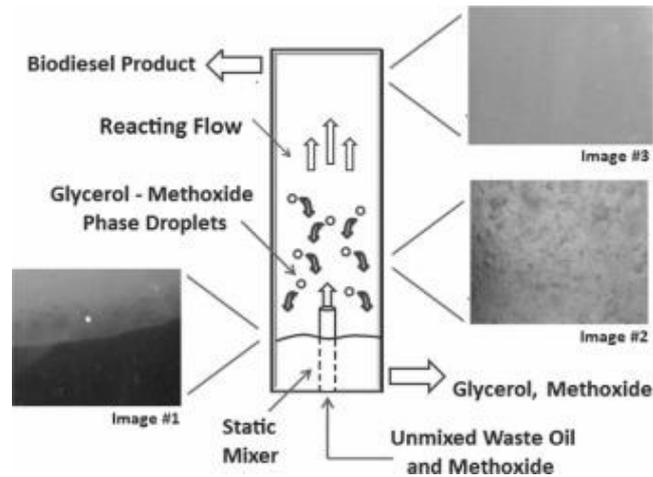 Biodiesel Product
Reacting Flow
Image #3
Glycerol - Methoxide
Phase Droplets
Image #2
Image #1
Glycerol, Methoxide
Static
Mixer
Unmixed Waste Oil
and Methoxide